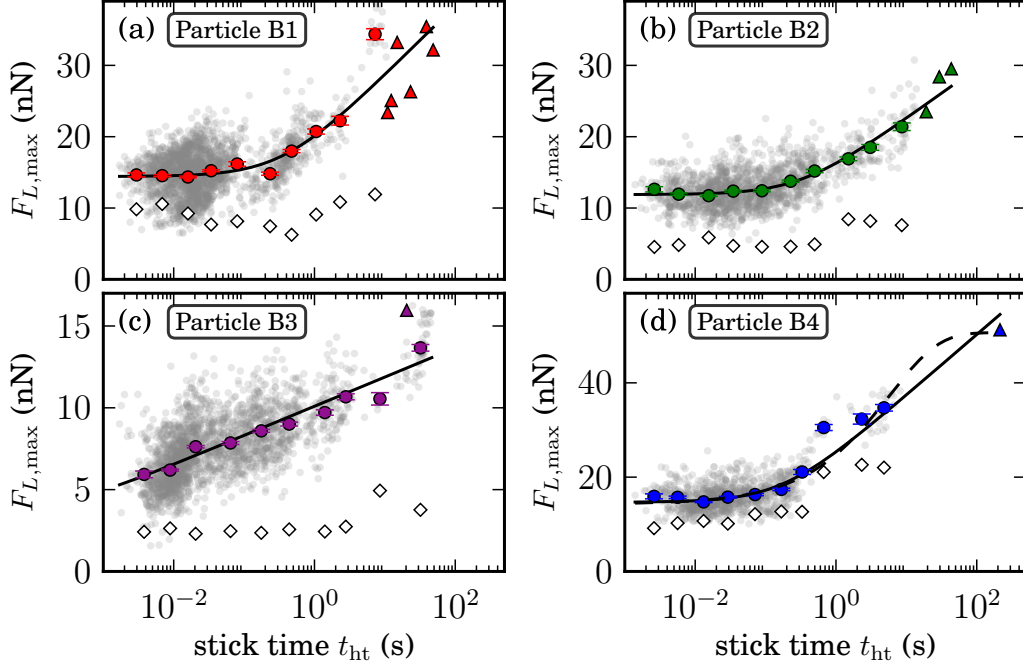 (a) Particle B1
F_{L,max} (nN)
30
20
10
0
(b) Particle B2
F_{L,max} (nN)
30
20
10
0
(c) Particle B3
F_{L,max} (nN)
15
10
5
0
10^{-2} 10^{0} 10^{2}
stick time t_{ht} (s)
(d) Particle B4
F_{L,max} (nN)
40
20
0
10^{-2} 10^{0} 10^{2}
stick time t_{ht} (s)